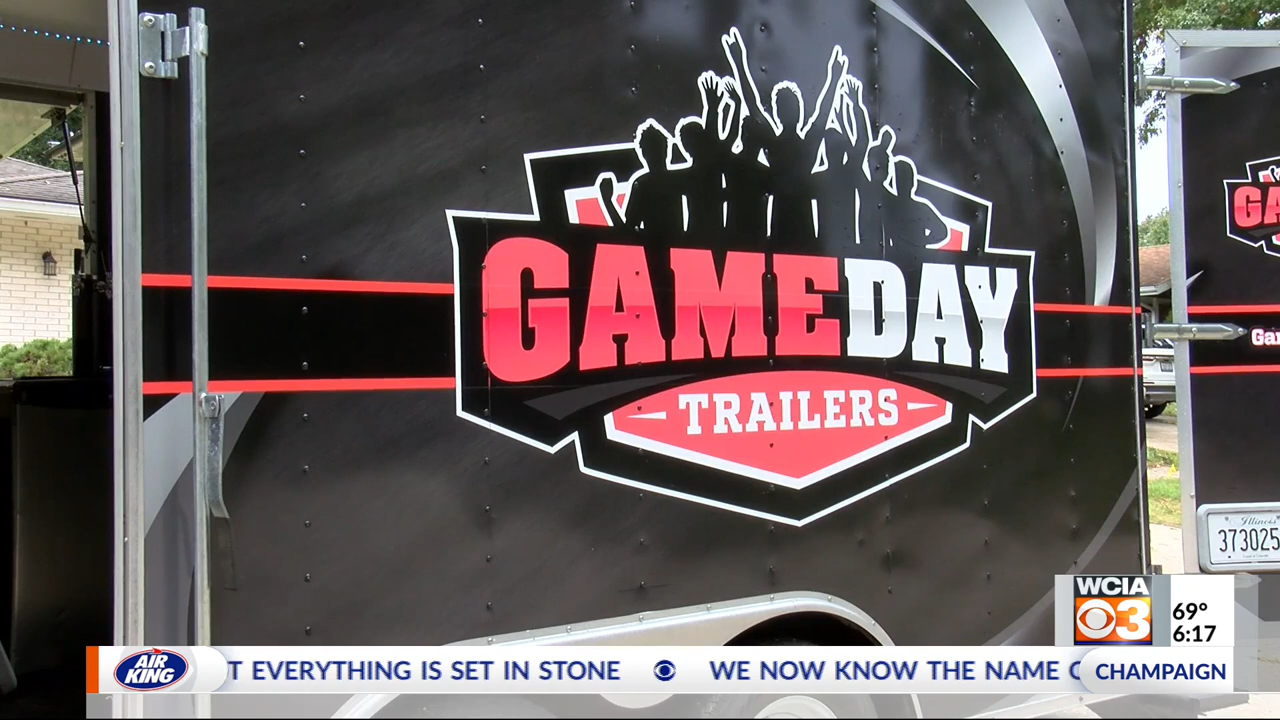 GAMEDAY
TRAILERS
Illinois
373025
WCIA
3
69°
6:17
AIR
KING
T EVERYTHING IS SET IN STONE
WE NOW KNOW THE NAME
CHAMPAIGN